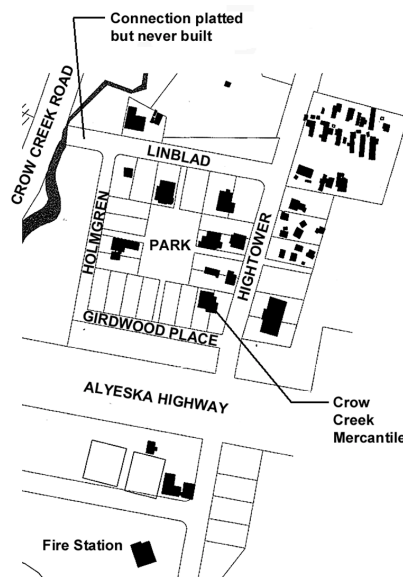 Connection platted
but never built
CROW CREEK ROAD
LINBLAD
HOLMGREN
PARK
HIGHTOWER
GIRDWOOD PLACE
ALYESKA HIGHWAY
Crow
Creek
Mercantile
Fire Station